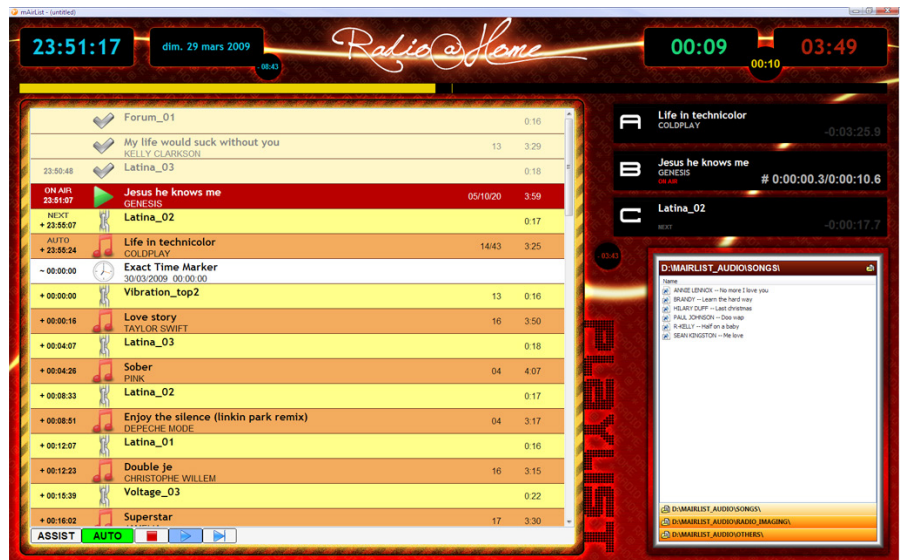 mAirList - (untitled)
23:51:17
dim. 29 mars 2009
- 08:43
Radio@Home
00:09
00:10
03:49
Forum_01
0:16
My life would suck without you
KELLY CLARKSON
13
3:29
23:50:48
Latina_03
0:18
ON AIR
23:51:07
Jesus he knows me
GENESIS
05/10/20
3:59
NEXT
+ 23:55:07
Latina_02
0:17
AUTO
+ 23:55:24
Life in technicolor
COLDPLAY
14/43
3:25
~ 00:00:00
Exact Time Marker
30/03/2009 00:00:00
+ 00:00:00
Vibration_top2
13
0:16
+ 00:00:16
Love story
TAYLOR SWIFT
16
3:50
+ 00:04:07
Latina_03
0:18
+ 00:04:26
Sober
PINK
04
4:07
+ 00:08:33
Latina_02
0:17
+ 00:08:51
Enjoy the silence (linkin park remix)
DEPECHE MODE
04
3:17
+ 00:12:07
Latina_01
0:16
+ 00:12:23
Double je
CHRISTOPHE WILLEM
16
3:15
+ 00:15:39
Voltage_03
0:22
+ 00:16:02
Superstar
17
3:30
ASSIST
AUTO
A
Life in technicolor
COLDPLAY
-0:03:25.9
B
Jesus he knows me
GENESIS
ON AIR
# 0:00:00.3/0:00:10.6
C
Latina_02
NEXT
-0:00:17.7
- 03:43
PLAYLIST
D:\MAIRLIST_AUDIO\SONGS\
Name
ANNIE LENNOX -- No more I love you
BRANDY -- Learn the hard way
HILARY DUFF -- Last christmas
PAUL JOHNSON -- Doo wap
R-KELLY -- Half on a baby
SEAN KINGSTON -- Me love
D:\MAIRLIST_AUDIO\SONGS\
D:\MAIRLIST_AUDIO\RADIO_IMAGING\
D:\MAIRLIST_AUDIO\OTHERS\